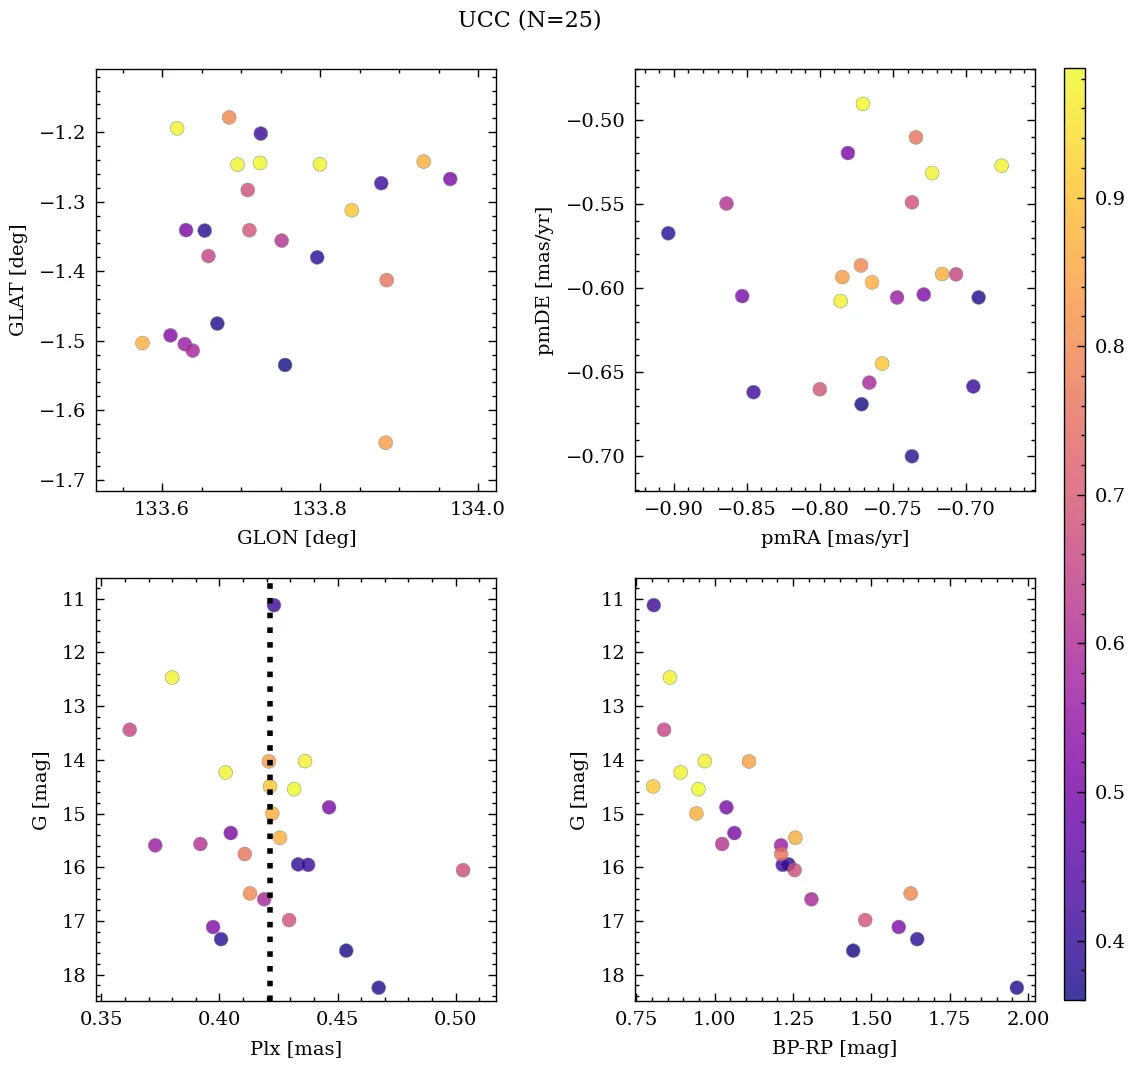 UCC (N=25)
−1.2
−1.3
−1.4
−1.5
−1.6
−1.7
GLAT [deg]
133.6 133.8 134.0
GLON [deg]
−0.50
−0.55
−0.60
−0.65
−0.70
pmDE [mas/yr]
−0.90 −0.85 −0.80 −0.75 −0.70
pmRA [mas/yr]
11
12
13
14
15
16
17
18
G [mag]
0.35 0.40 0.45 0.50
Plx [mas]
11
12
13
14
15
16
17
18
G [mag]
0.75 1.00 1.25 1.50 1.75 2.00
BP-RP [mag]
0.9
0.8
0.7
0.6
0.5
0.4